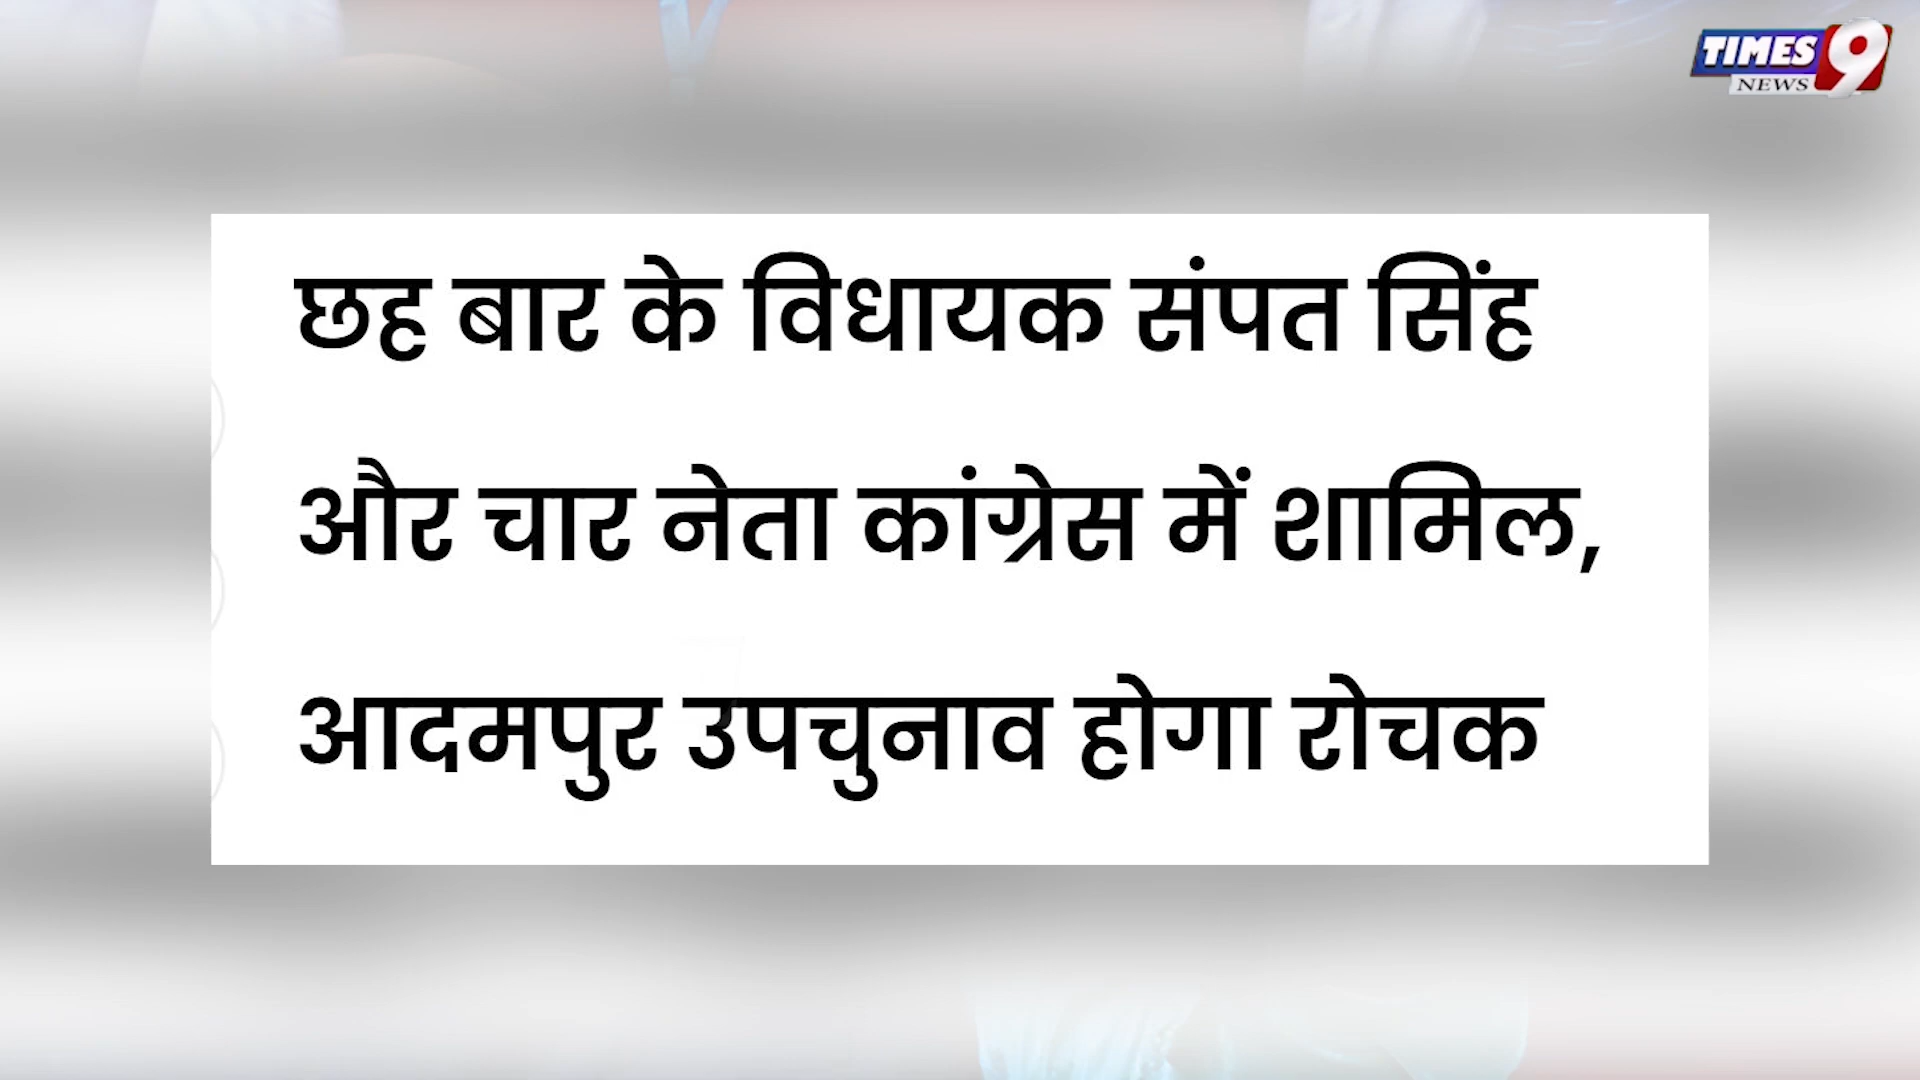 TIMES 9
NEWS
छह बार के विधायक संपत सिंह
और चार नेता कांग्रेस में शामिल,
आदमपुर उपचुनाव होगा रोचक